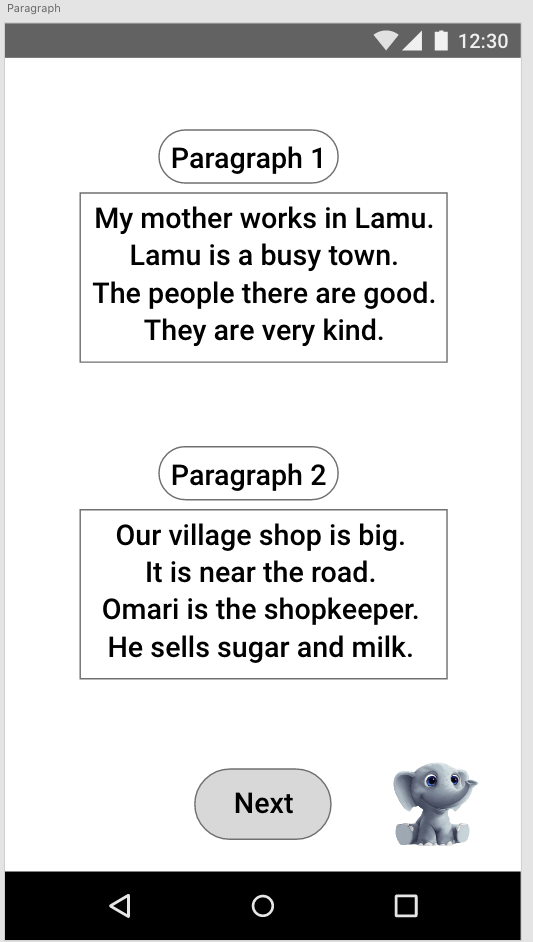 Paragraph
12:30
Paragraph 1
My mother works in Lamu.
Lamu is a busy town.
The people there are good.
They are very kind.
Paragraph 2
Our village shop is big.
It is near the road.
Omari is the shopkeeper.
He sells sugar and milk.
Next